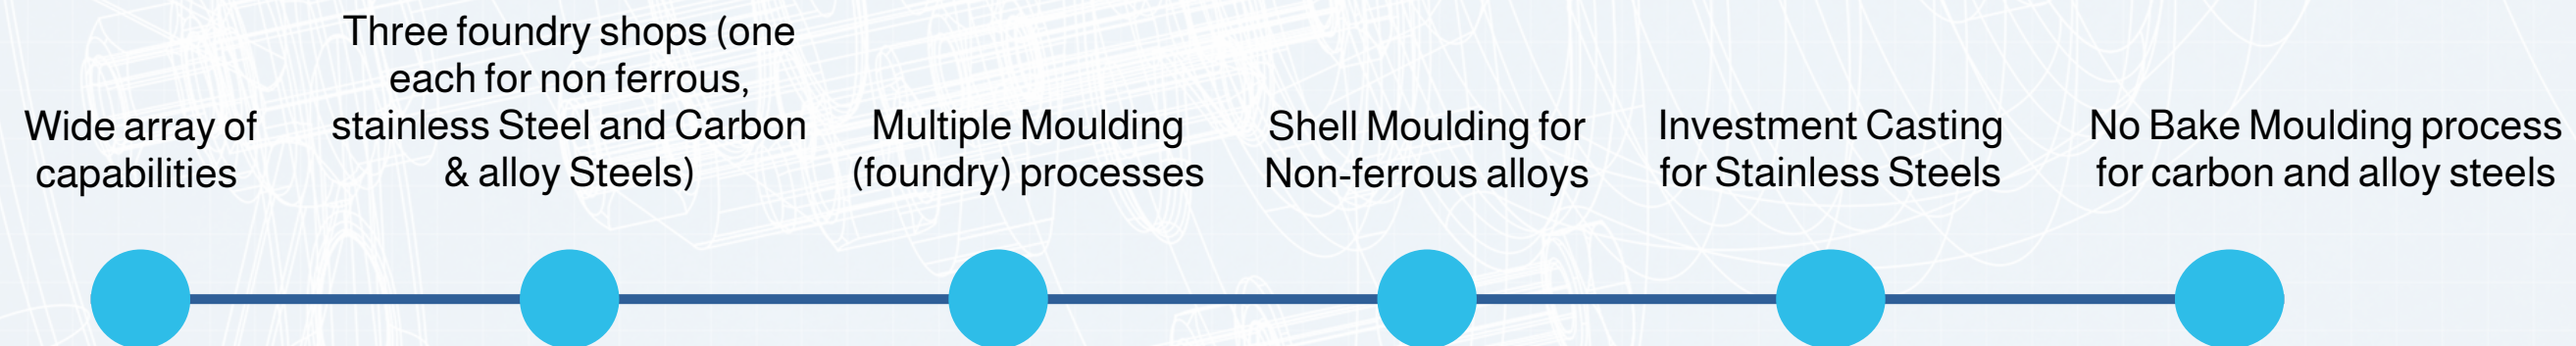 Wide array of
capabilities
Three foundry shops (one
each for non ferrous,
stainless Steel and Carbon
& alloy Steels)
Multiple Moulding
(foundry) processes
Shell Moulding for
Non-ferrous alloys
Investment Casting
for Stainless Steels
No Bake Moulding process
for carbon and alloy steels